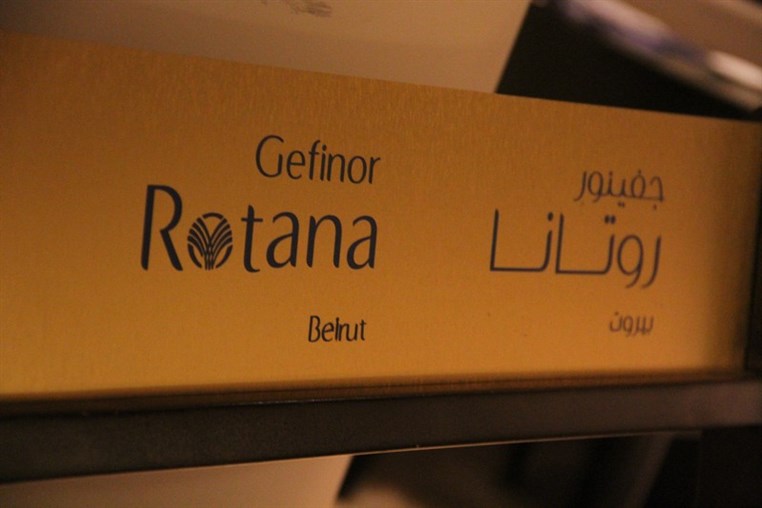 Gefinor
Rotana
Beirut
جفينور
روتانا
بيروت